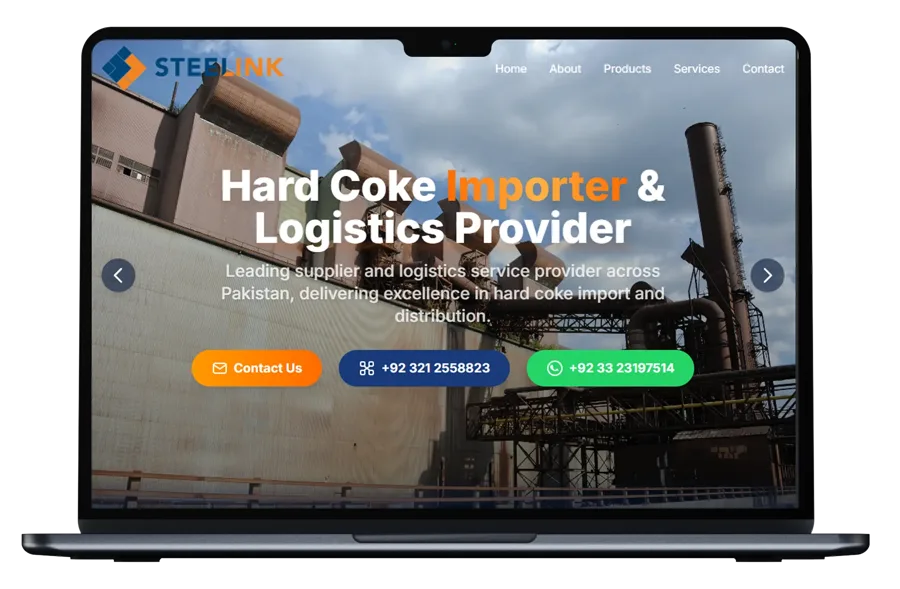 STEELINK
Home About Products Services Contact
Hard Coke Importer &
Logistics Provider
Leading supplier and logistics service provider across
Pakistan, delivering excellence in hard coke import and
distribution.
Contact Us +92 321 2558823 +92 33 23197514